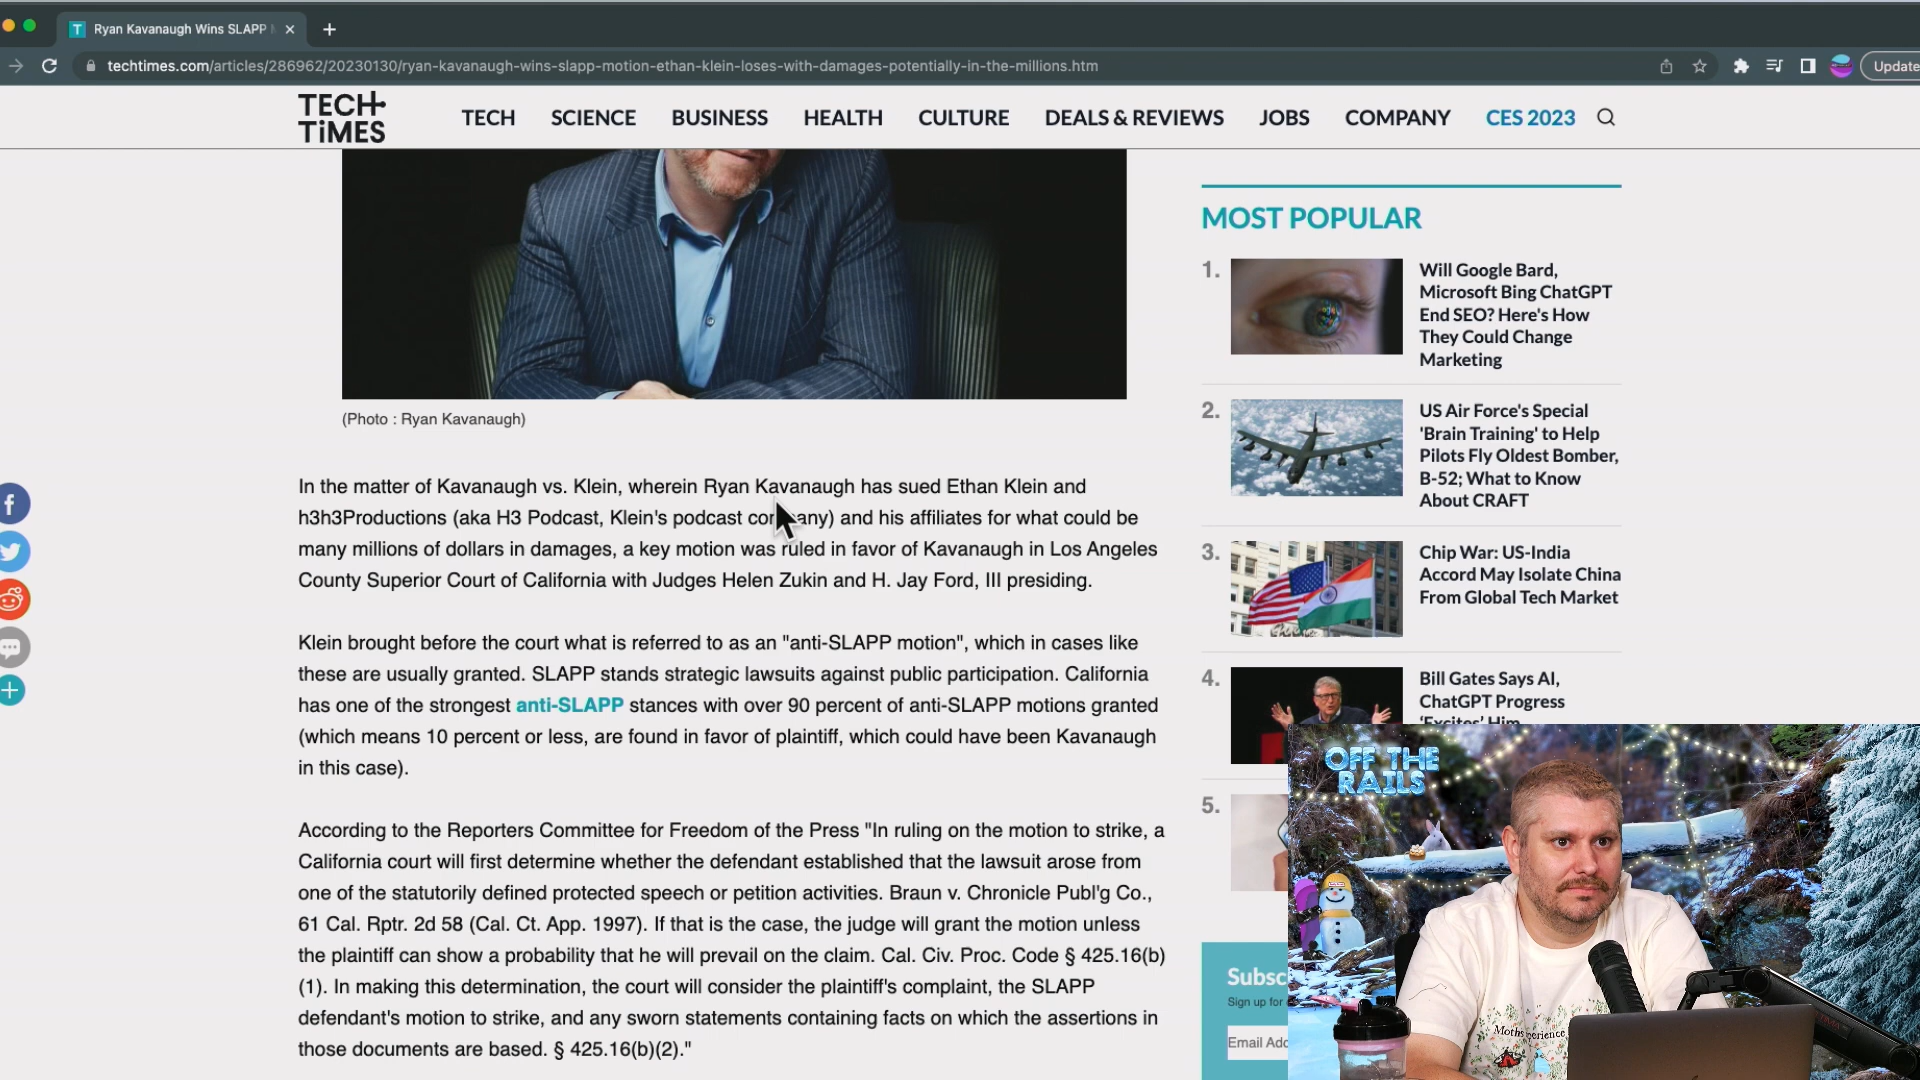 Ryan Kavanaugh Wins SLAPP
techtimes.com/articles/286962/20230130/ryan-kavanaugh-wins-slapp-motion-ethan-klein-loses-with-damages-potentially-in-the-millions.htm
Update
TECH
TiMES
TECH SCIENCE BUSINESS HEALTH CULTURE DEALS & REVIEWS JOBS COMPANY CES 2023
(Photo : Ryan Kavanaugh)
In the matter of Kavanaugh vs. Klein, wherein Ryan Kavanaugh has sued Ethan Klein and
h3h3Productions (aka H3 Podcast, Klein's podcast company) and his affiliates for what could be
many millions of dollars in damages, a key motion was ruled in favor of Kavanaugh in Los Angeles
County Superior Court of California with Judges Helen Zukin and H. Jay Ford, III presiding.
Klein brought before the court what is referred to as an "anti-SLAPP motion", which in cases like
these are usually granted. SLAPP stands strategic lawsuits against public participation. California
has one of the strongest anti-SLAPP stances with over 90 percent of anti-SLAPP motions granted
(which means 10 percent or less, are found in favor of plaintiff, which could have been Kavanaugh
in this case).
According to the Reporters Committee for Freedom of the Press "In ruling on the motion to strike, a
California court will first determine whether the defendant established that the lawsuit arose from
one of the statutorily defined protected speech or petition activities. Braun v. Chronicle Publ'g Co.,
61 Cal. Rptr. 2d 58 (Cal. Ct. App. 1997). If that is the case, the judge will grant the motion unless
the plaintiff can show a probability that he will prevail on the claim. Cal. Civ. Proc. Code § 425.16(b)
(1). In making this determination, the court will consider the plaintiff's complaint, the SLAPP
defendant's motion to strike, and any sworn statements containing facts on which the assertions in
those documents are based. § 425.16(b)(2)."
MOST POPULAR
1.
Will Google Bard,
Microsoft Bing ChatGPT
End SEO? Here's How
They Could Change
Marketing
2.
US Air Force's Special
'Brain Training' to Help
Pilots Fly Oldest Bomber,
B-52; What to Know
About CRAFT
3.
Chip War: US-India
Accord May Isolate China
From Global Tech Market
4.
Bill Gates Says AI,
ChatGPT Progress
'Excites' Him
5.
Subsc
Sign up for
Email Add
OFF THE
RAILS